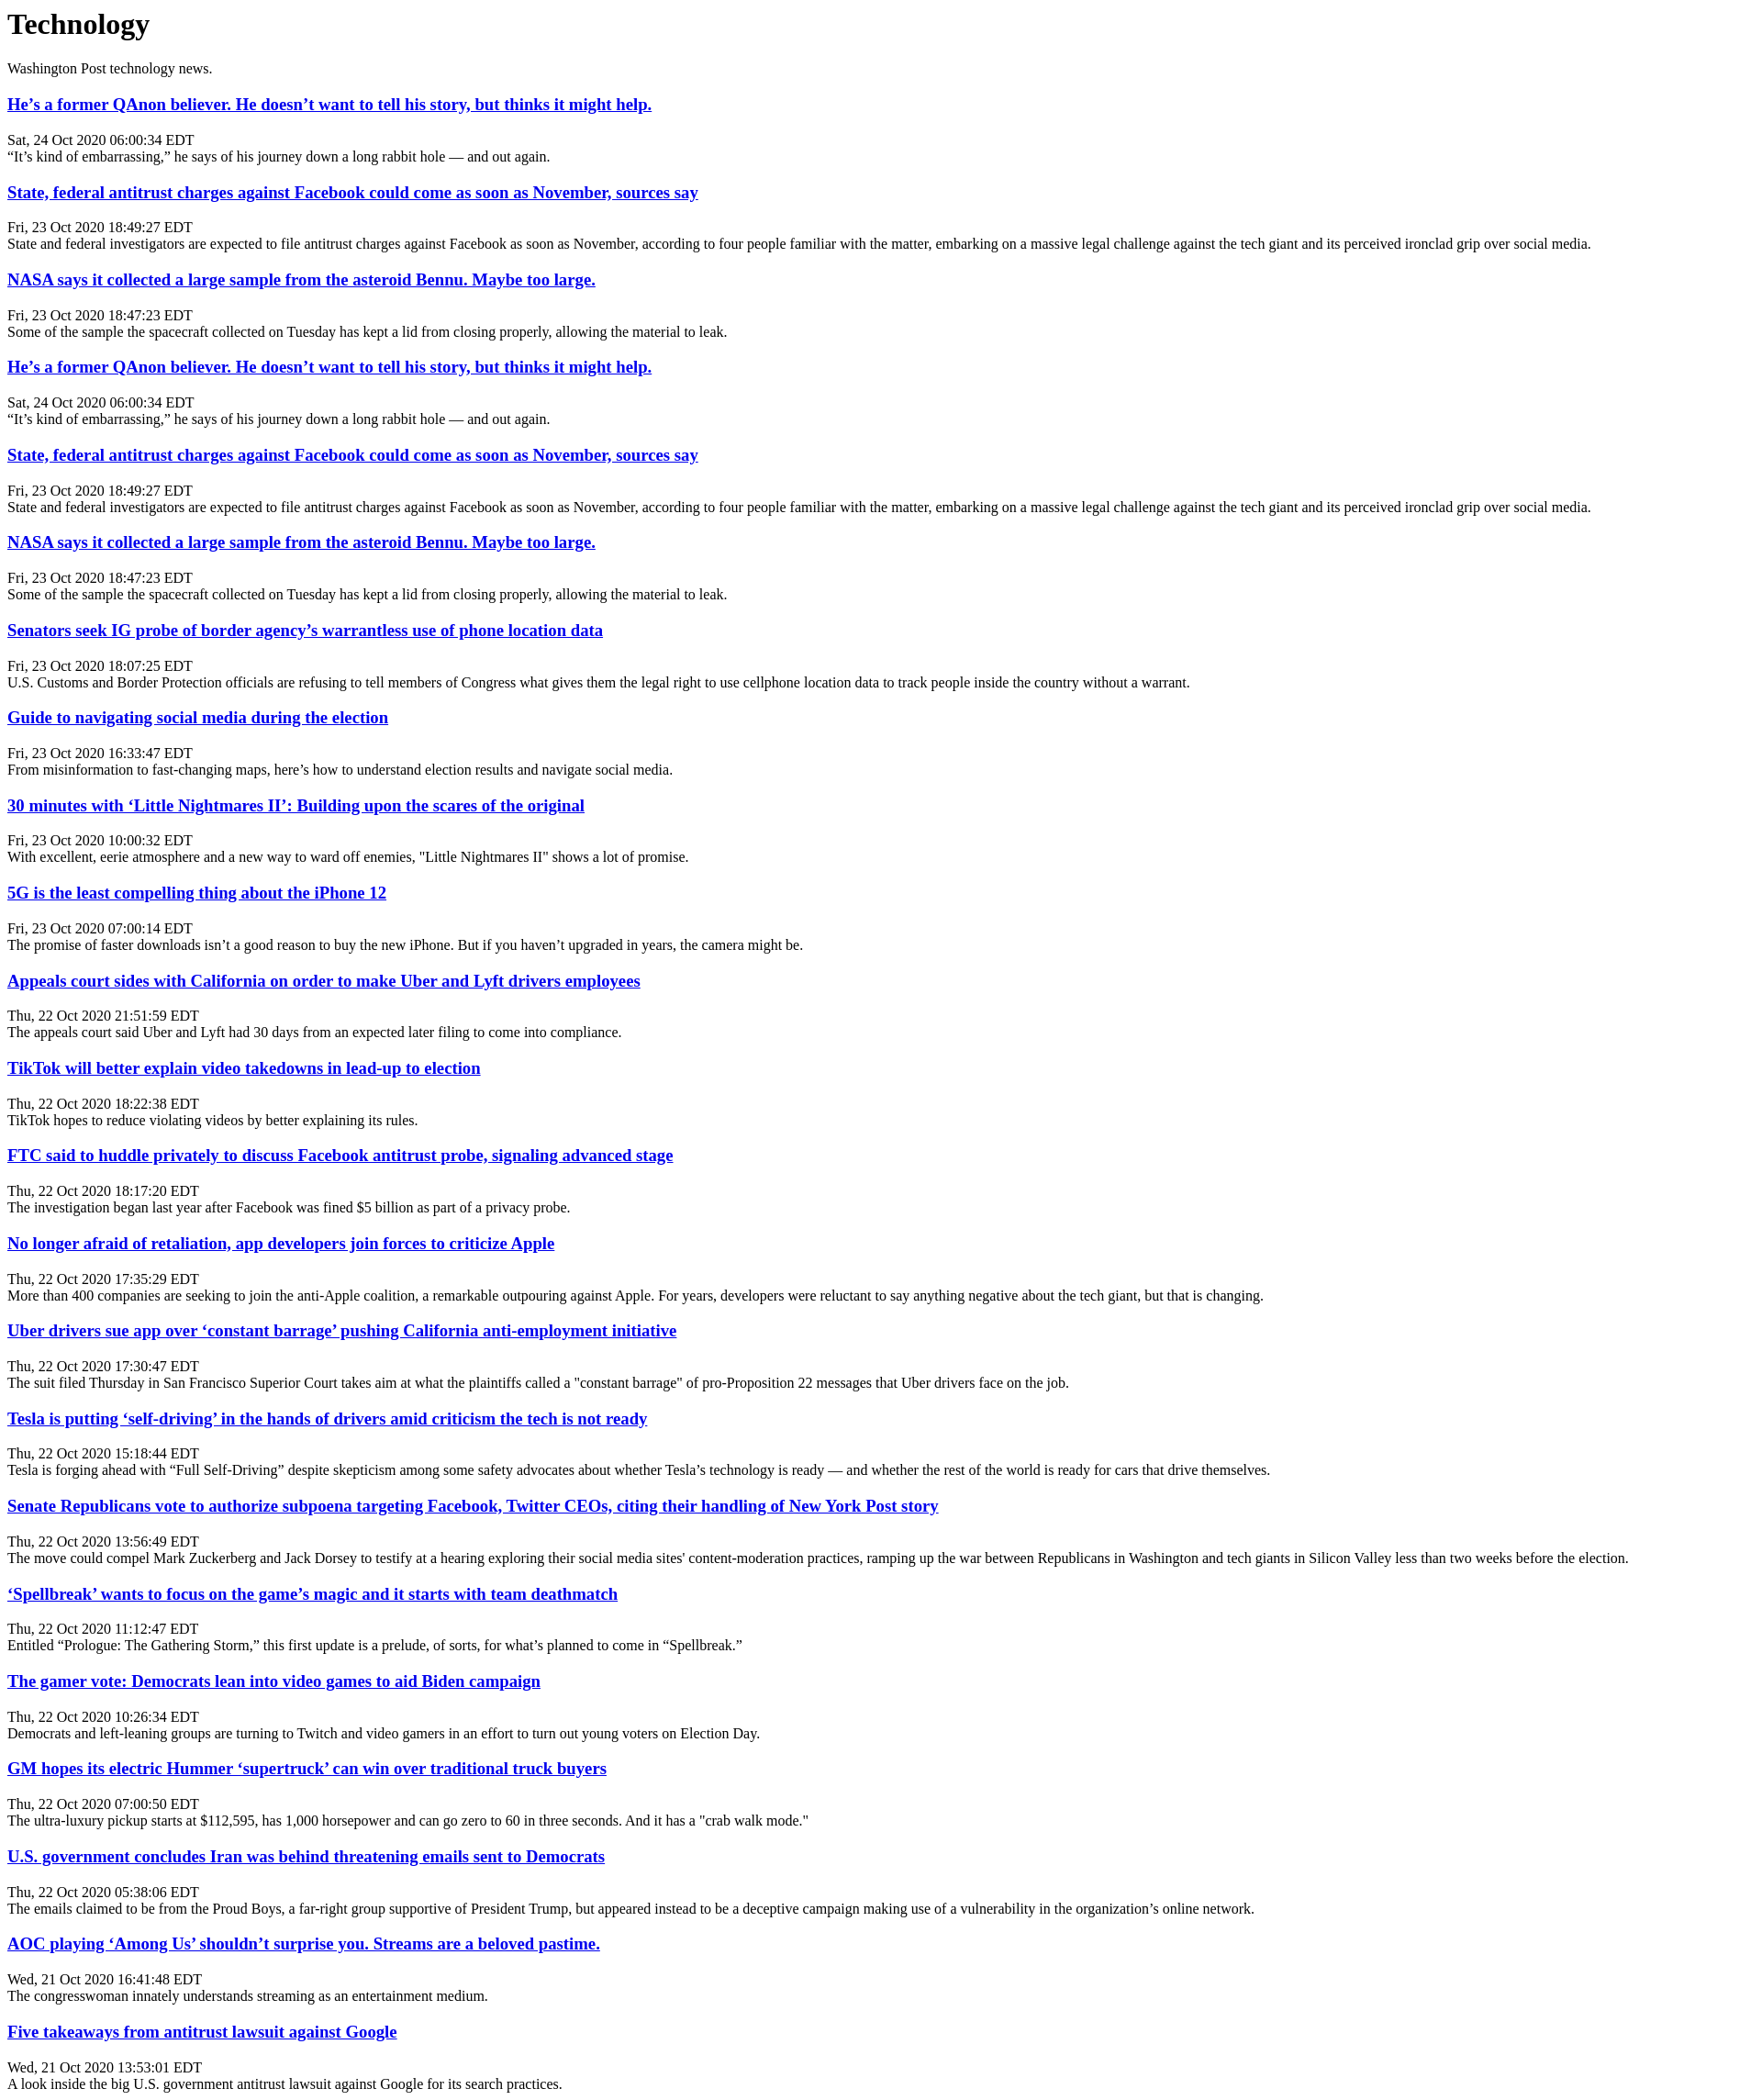 Technology
Washington Post technology news.
He’s a former QAnon believer. He doesn’t want to tell his story, but thinks it might help.
Sat, 24 Oct 2020 06:00:34 EDT
“It’s kind of embarrassing,” he says of his journey down a long rabbit hole — and out again.
State, federal antitrust charges against Facebook could come as soon as November, sources say
Fri, 23 Oct 2020 18:49:27 EDT
State and federal investigators are expected to file antitrust charges against Facebook as soon as November, according to four people familiar with the matter, embarking on a massive legal challenge against the tech giant and its perceived ironclad grip over social media.
NASA says it collected a large sample from the asteroid Bennu. Maybe too large.
Fri, 23 Oct 2020 18:47:23 EDT
Some of the sample the spacecraft collected on Tuesday has kept a lid from closing properly, allowing the material to leak.
He’s a former QAnon believer. He doesn’t want to tell his story, but thinks it might help.
Sat, 24 Oct 2020 06:00:34 EDT
“It’s kind of embarrassing,” he says of his journey down a long rabbit hole — and out again.
State, federal antitrust charges against Facebook could come as soon as November, sources say
Fri, 23 Oct 2020 18:49:27 EDT
State and federal investigators are expected to file antitrust charges against Facebook as soon as November, according to four people familiar with the matter, embarking on a massive legal challenge against the tech giant and its perceived ironclad grip over social media.
NASA says it collected a large sample from the asteroid Bennu. Maybe too large.
Fri, 23 Oct 2020 18:47:23 EDT
Some of the sample the spacecraft collected on Tuesday has kept a lid from closing properly, allowing the material to leak.
Senators seek IG probe of border agency’s warrantless use of phone location data
Fri, 23 Oct 2020 18:07:25 EDT
U.S. Customs and Border Protection officials are refusing to tell members of Congress what gives them the legal right to use cellphone location data to track people inside the country without a warrant.
Guide to navigating social media during the election
Fri, 23 Oct 2020 16:33:47 EDT
From misinformation to fast-changing maps, here’s how to understand election results and navigate social media.
30 minutes with ‘Little Nightmares II’: Building upon the scares of the original
Fri, 23 Oct 2020 10:00:32 EDT
With excellent, eerie atmosphere and a new way to ward off enemies, "Little Nightmares II" shows a lot of promise.
5G is the least compelling thing about the iPhone 12
Fri, 23 Oct 2020 07:00:14 EDT
The promise of faster downloads isn’t a good reason to buy the new iPhone. But if you haven’t upgraded in years, the camera might be.
Appeals court sides with California on order to make Uber and Lyft drivers employees
Thu, 22 Oct 2020 21:51:59 EDT
The appeals court said Uber and Lyft had 30 days from an expected later filing to come into compliance.
TikTok will better explain video takedowns in lead-up to election
Thu, 22 Oct 2020 18:22:38 EDT
TikTok hopes to reduce violating videos by better explaining its rules.
FTC said to huddle privately to discuss Facebook antitrust probe, signaling advanced stage
Thu, 22 Oct 2020 18:17:20 EDT
The investigation began last year after Facebook was fined $5 billion as part of a privacy probe.
No longer afraid of retaliation, app developers join forces to criticize Apple
Thu, 22 Oct 2020 17:35:29 EDT
More than 400 companies are seeking to join the anti-Apple coalition, a remarkable outpouring against Apple. For years, developers were reluctant to say anything negative about the tech giant, but that is changing.
Uber drivers sue app over ‘constant barrage’ pushing California anti-employment initiative
Thu, 22 Oct 2020 17:30:47 EDT
The suit filed Thursday in San Francisco Superior Court takes aim at what the plaintiffs called a "constant barrage" of pro-Proposition 22 messages that Uber drivers face on the job.
Tesla is putting ‘self-driving’ in the hands of drivers amid criticism the tech is not ready
Thu, 22 Oct 2020 15:18:44 EDT
Tesla is forging ahead with “Full Self-Driving” despite skepticism among some safety advocates about whether Tesla’s technology is ready — and whether the rest of the world is ready for cars that drive themselves.
Senate Republicans vote to authorize subpoena targeting Facebook, Twitter CEOs, citing their handling of New York Post story
Thu, 22 Oct 2020 13:56:49 EDT
The move could compel Mark Zuckerberg and Jack Dorsey to testify at a hearing exploring their social media sites' content-moderation practices, ramping up the war between Republicans in Washington and tech giants in Silicon Valley less than two weeks before the election.
‘Spellbreak’ wants to focus on the game’s magic and it starts with team deathmatch
Thu, 22 Oct 2020 11:12:47 EDT
Entitled “Prologue: The Gathering Storm,” this first update is a prelude, of sorts, for what’s planned to come in “Spellbreak.”
The gamer vote: Democrats lean into video games to aid Biden campaign
Thu, 22 Oct 2020 10:26:34 EDT
Democrats and left-leaning groups are turning to Twitch and video gamers in an effort to turn out young voters on Election Day.
GM hopes its electric Hummer ‘supertruck’ can win over traditional truck buyers
Thu, 22 Oct 2020 07:00:50 EDT
The ultra-luxury pickup starts at $112,595, has 1,000 horsepower and can go zero to 60 in three seconds. And it has a "crab walk mode."
U.S. government concludes Iran was behind threatening emails sent to Democrats
Thu, 22 Oct 2020 05:38:06 EDT
The emails claimed to be from the Proud Boys, a far-right group supportive of President Trump, but appeared instead to be a deceptive campaign making use of a vulnerability in the organization’s online network.
AOC playing ‘Among Us’ shouldn’t surprise you. Streams are a beloved pastime.
Wed, 21 Oct 2020 16:41:48 EDT
The congresswoman innately understands streaming as an entertainment medium.
Five takeaways from antitrust lawsuit against Google
Wed, 21 Oct 2020 13:53:01 EDT
A look inside the big U.S. government antitrust lawsuit against Google for its search practices.